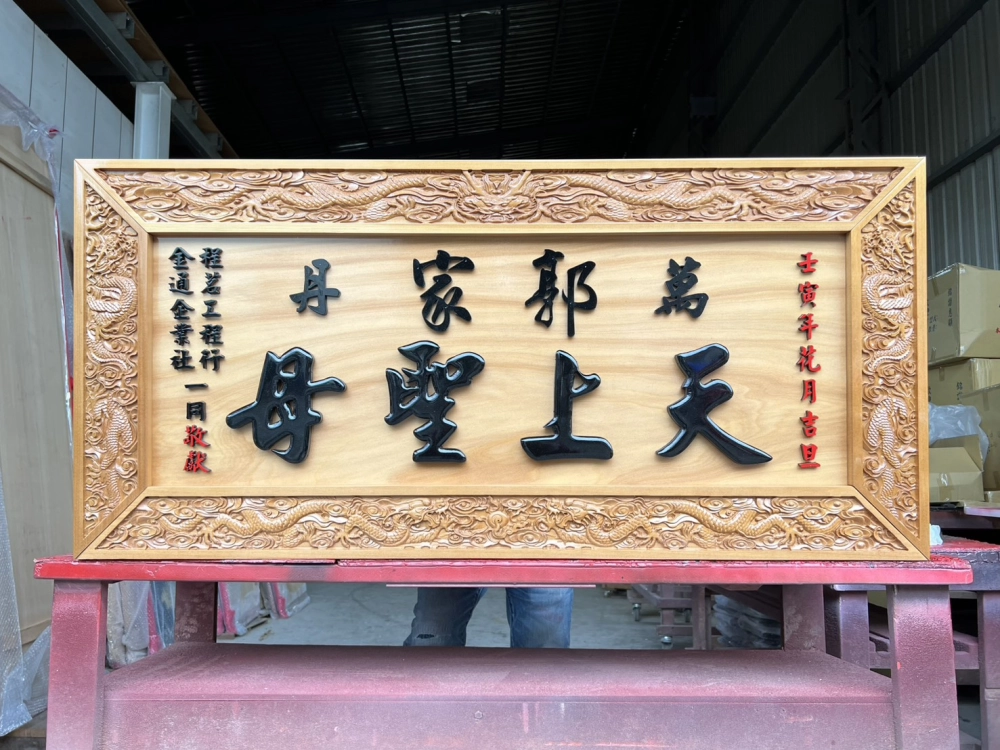 壬寅年花月吉旦
萬郭家丹
天上聖母
程茗工程行
金通企業社
一同敬獻